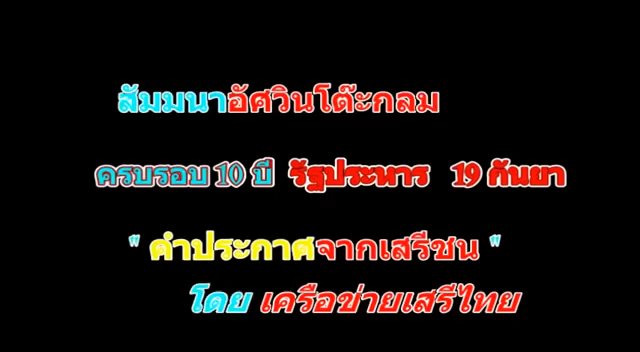 สัมมนาอัศวินโต๊ะกลม
ครบรอบ 10 ปี รัฐประหาร 19 กันยา
" คำประกาศจากเสรีชน "
โดย เครือข่ายเสรีไทย